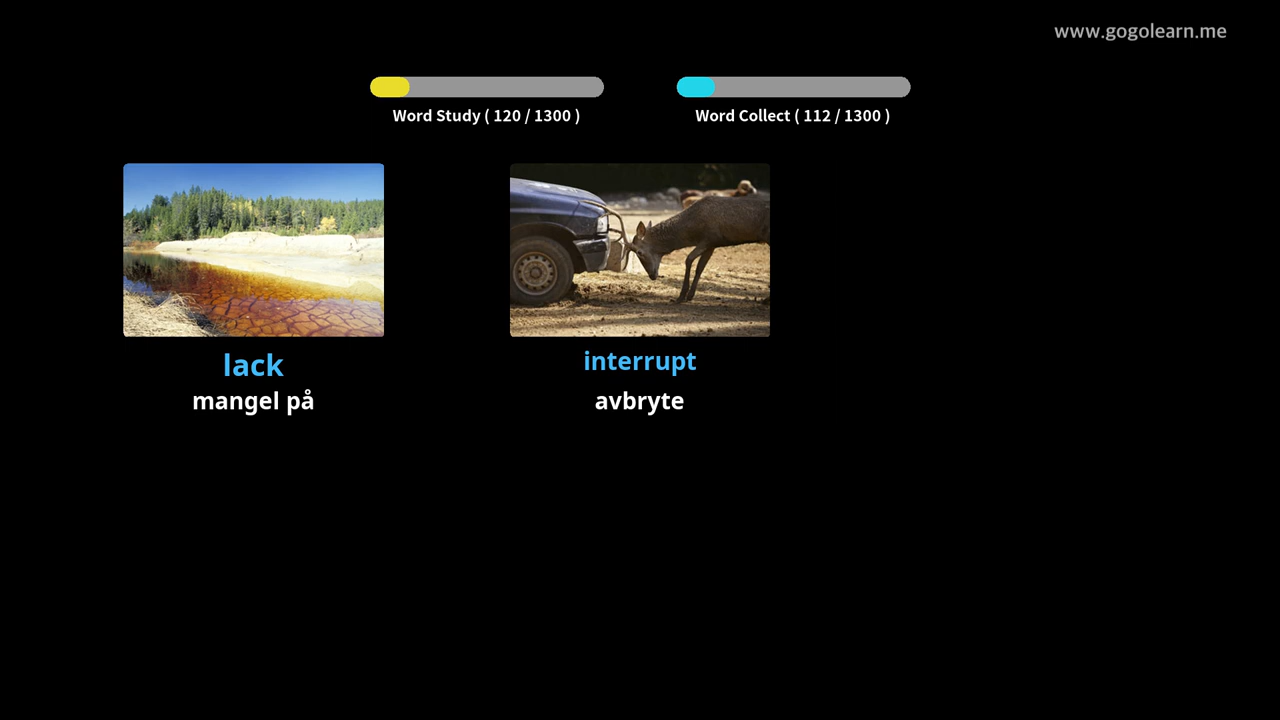 www.gogolearn.me
Word Study ( 120 / 1300 )
Word Collect ( 112 / 1300 )
lack
mangel på
interrupt
avbryte